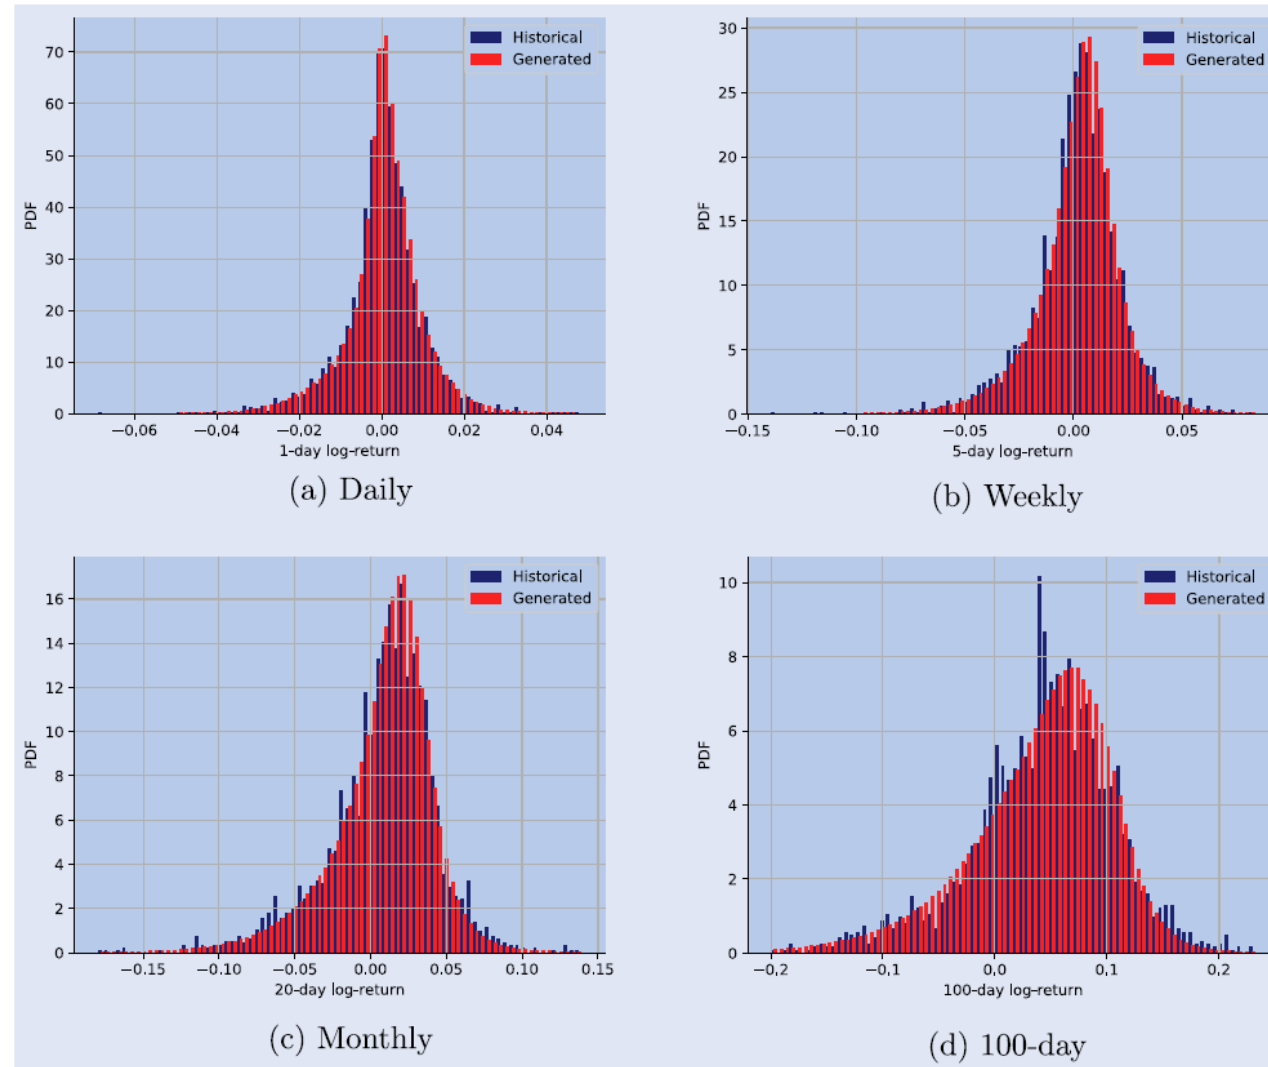 Historical
Generated
70
60
50
40
30
20
10
0
PDF
−0.06 −0.04 −0.02 0.00 0.02 0.04
1-day log-return
(a) Daily
Historical
Generated
30
25
20
15
10
5
0
PDF
−0.15 −0.10 −0.05 0.00 0.05
5-day log-return
(b) Weekly
Historical
Generated
16
14
12
10
8
6
4
2
0
PDF
−0.15 −0.10 −0.05 0.00 0.05 0.10 0.15
20-day log-return
(c) Monthly
Historical
Generated
10
8
6
4
2
0
PDF
−0.2 −0.1 0.0 0.1 0.2
100-day log-return
(d) 100-day